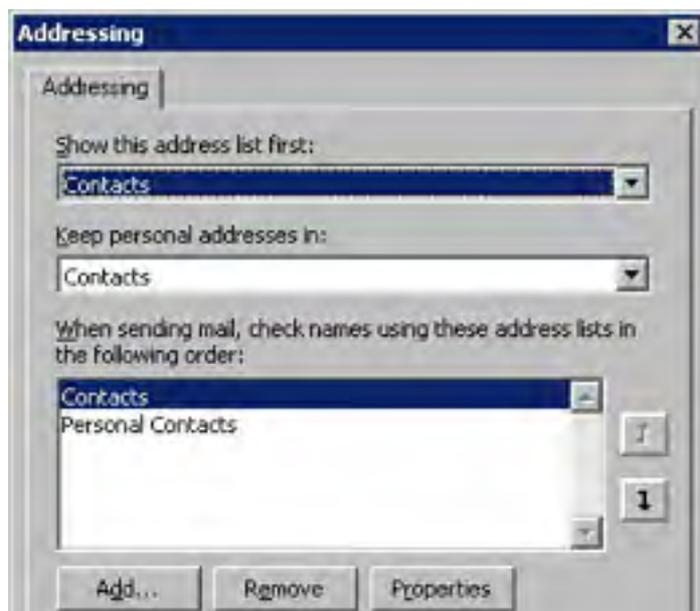 Addressing
Addressing
Show this address list first:
Contacts
Keep personal addresses in:
Contacts
When sending mail, check names using these address lists in
the following order:
Contacts
Personal Contacts
Add...
Remove
Properties